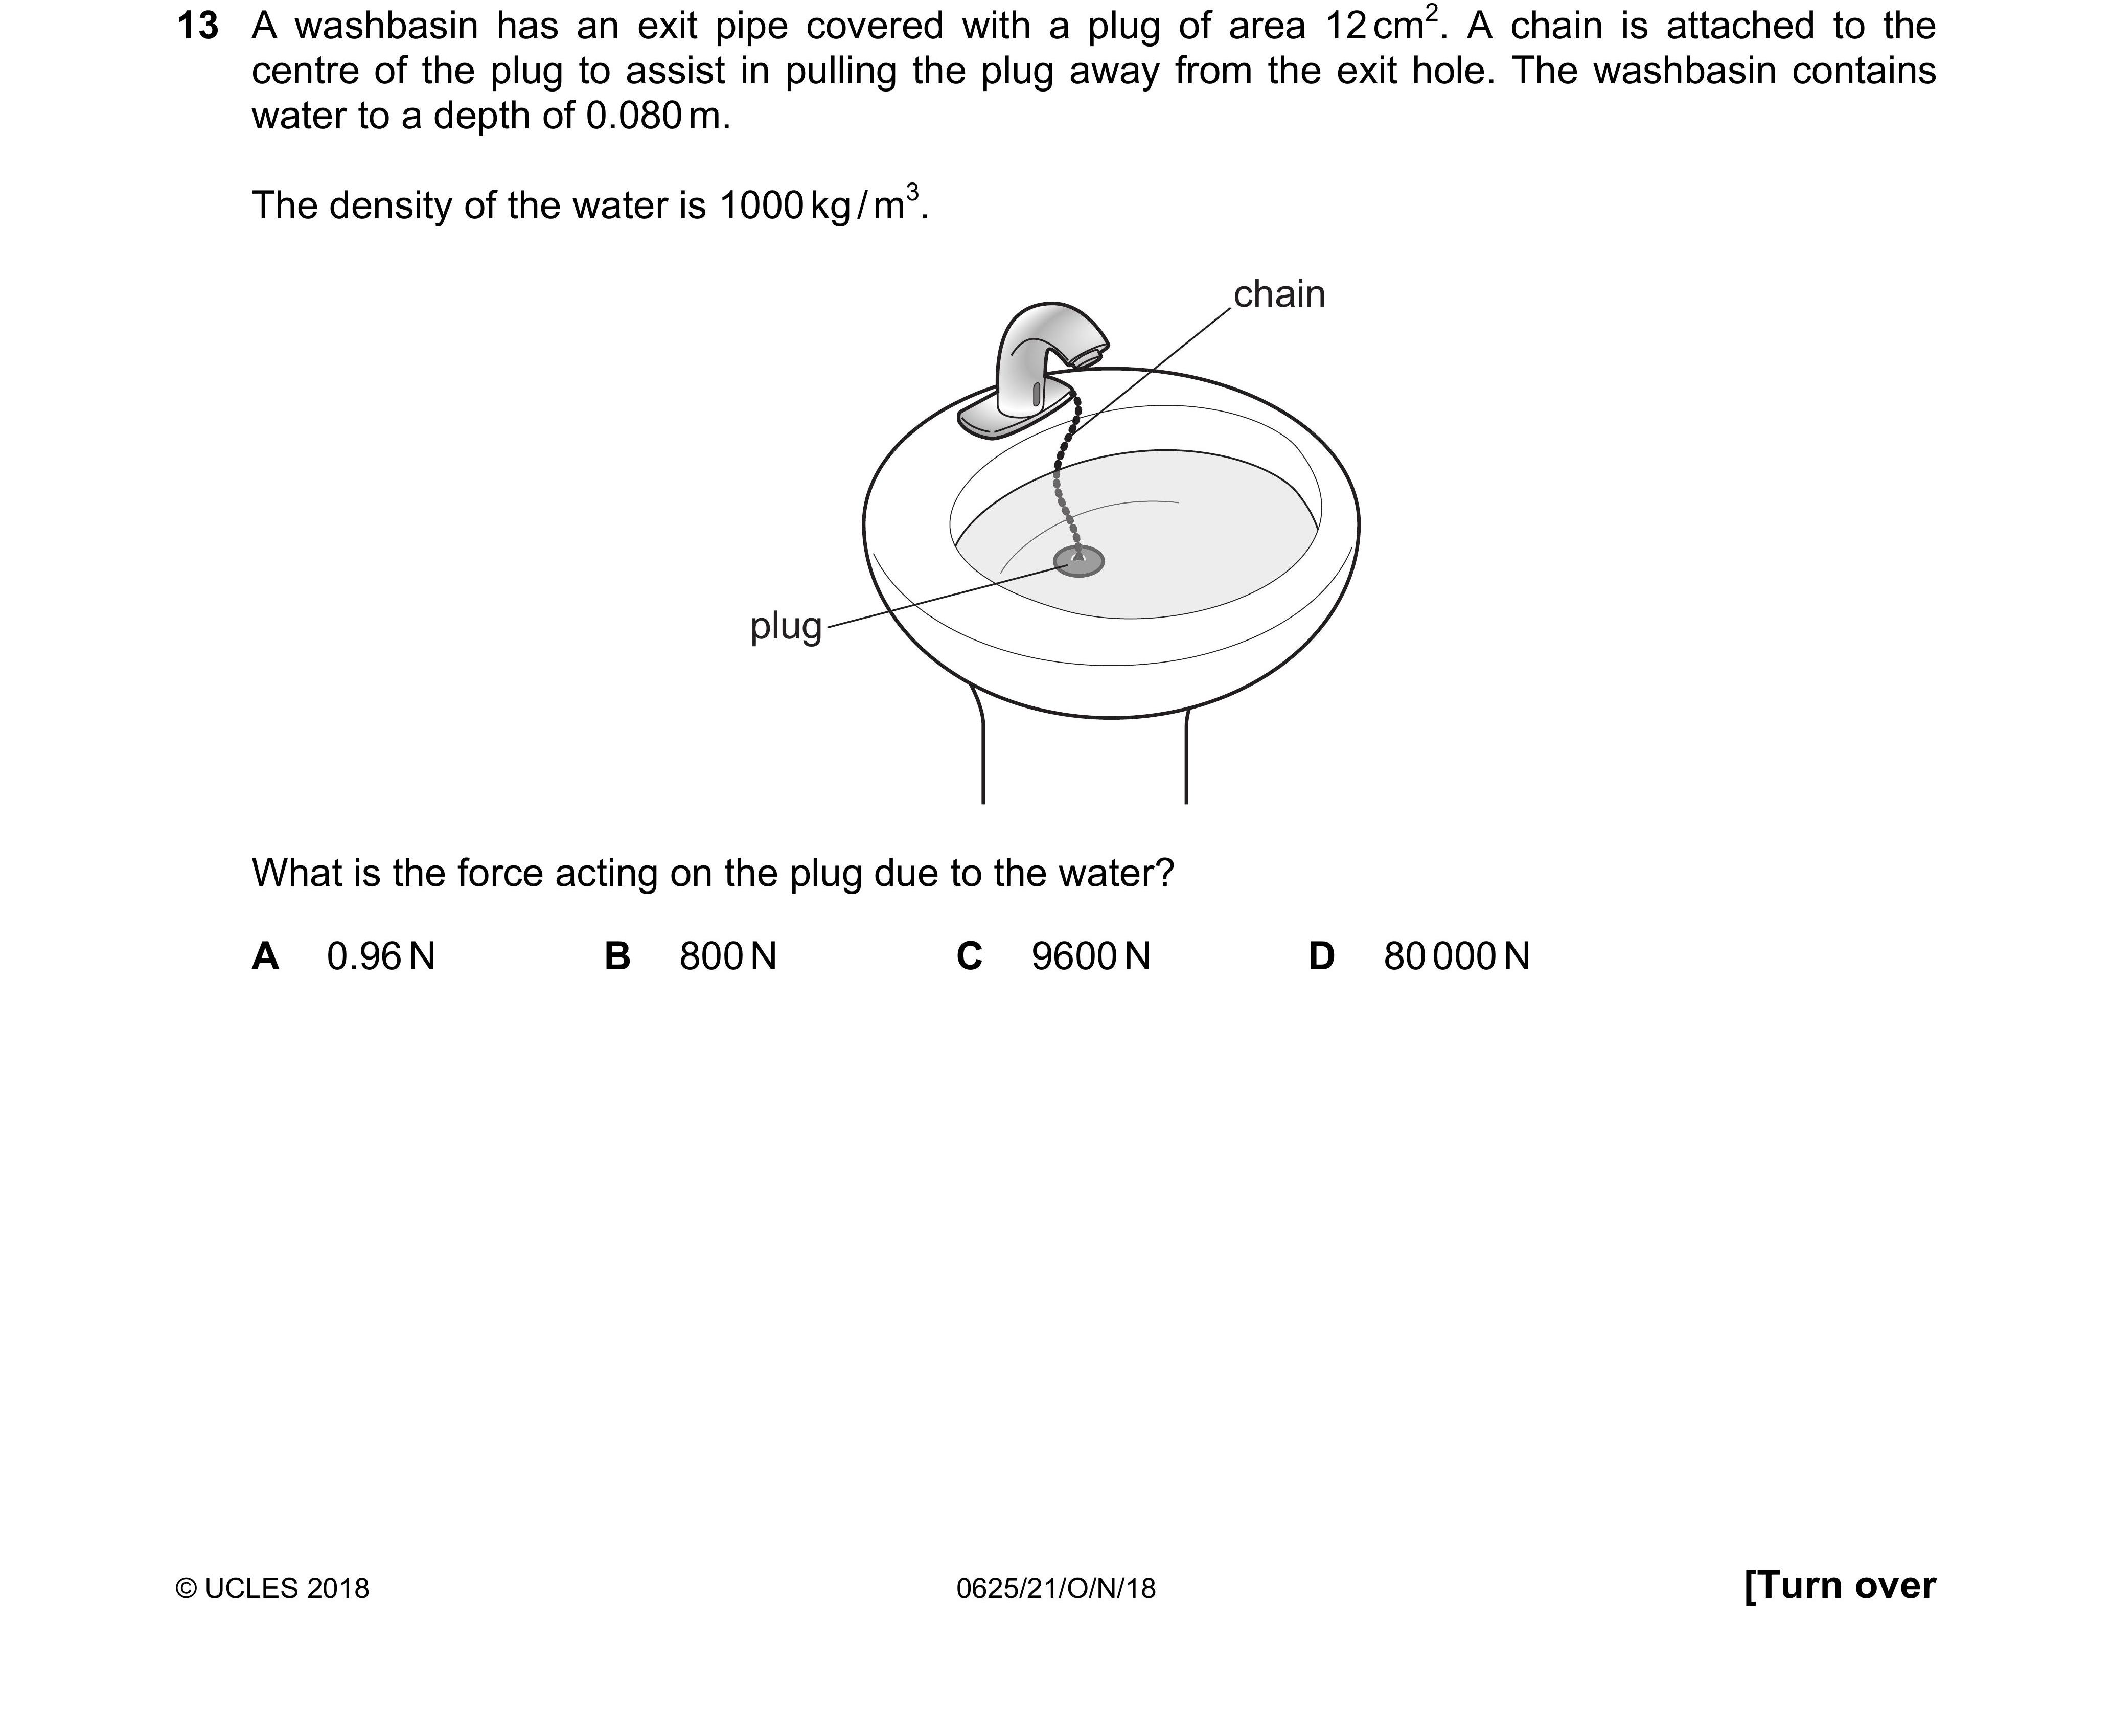 13 A washbasin has an exit pipe covered with a plug of area 12 cm². A chain is attached to the
centre of the plug to assist in pulling the plug away from the exit hole. The washbasin contains
water to a depth of 0.080 m.
The density of the water is 1000 kg / m³.
chain
plug
What is the force acting on the plug due to the water?
A 0.96 N B 800 N C 9600 N D 80 000 N
© UCLES 2018 0625/21/O/N/18 [Turn over